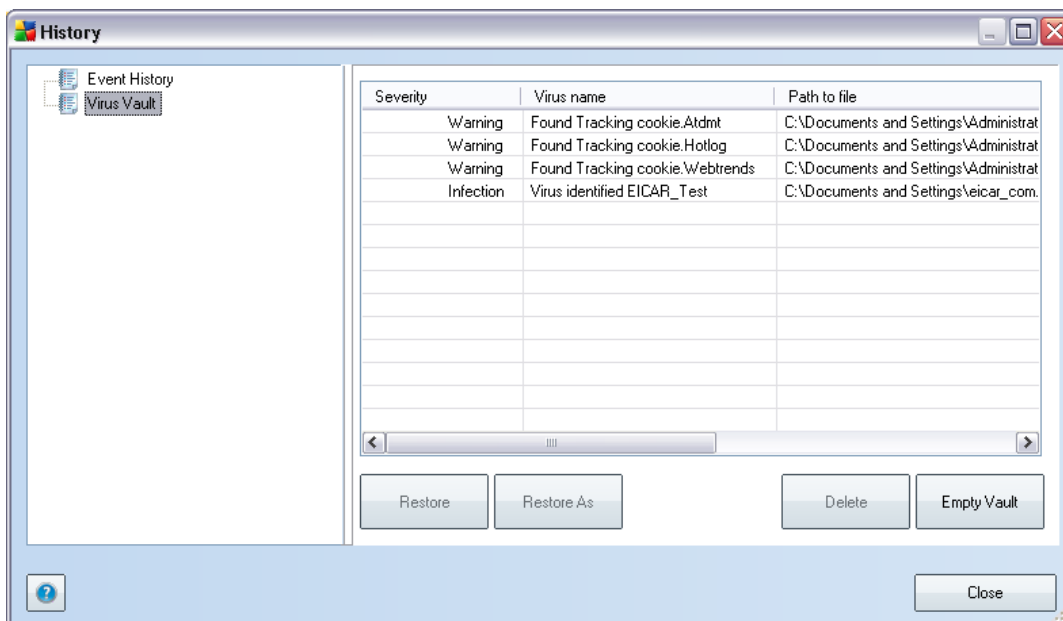 History
Event History
Virus Vault
Severity Virus name Path to file
Warning Found Tracking cookie.Atdmt C:\Documents and Settings\Administrat
Warning Found Tracking cookie.Hotlog C:\Documents and Settings\Administrat
Warning Found Tracking cookie.Webtrends C:\Documents and Settings\Administrat
Infection Virus identified EICAR_Test C:\Documents and Settings\eicar_com.
Restore Restore As Delete Empty Vault
? Close